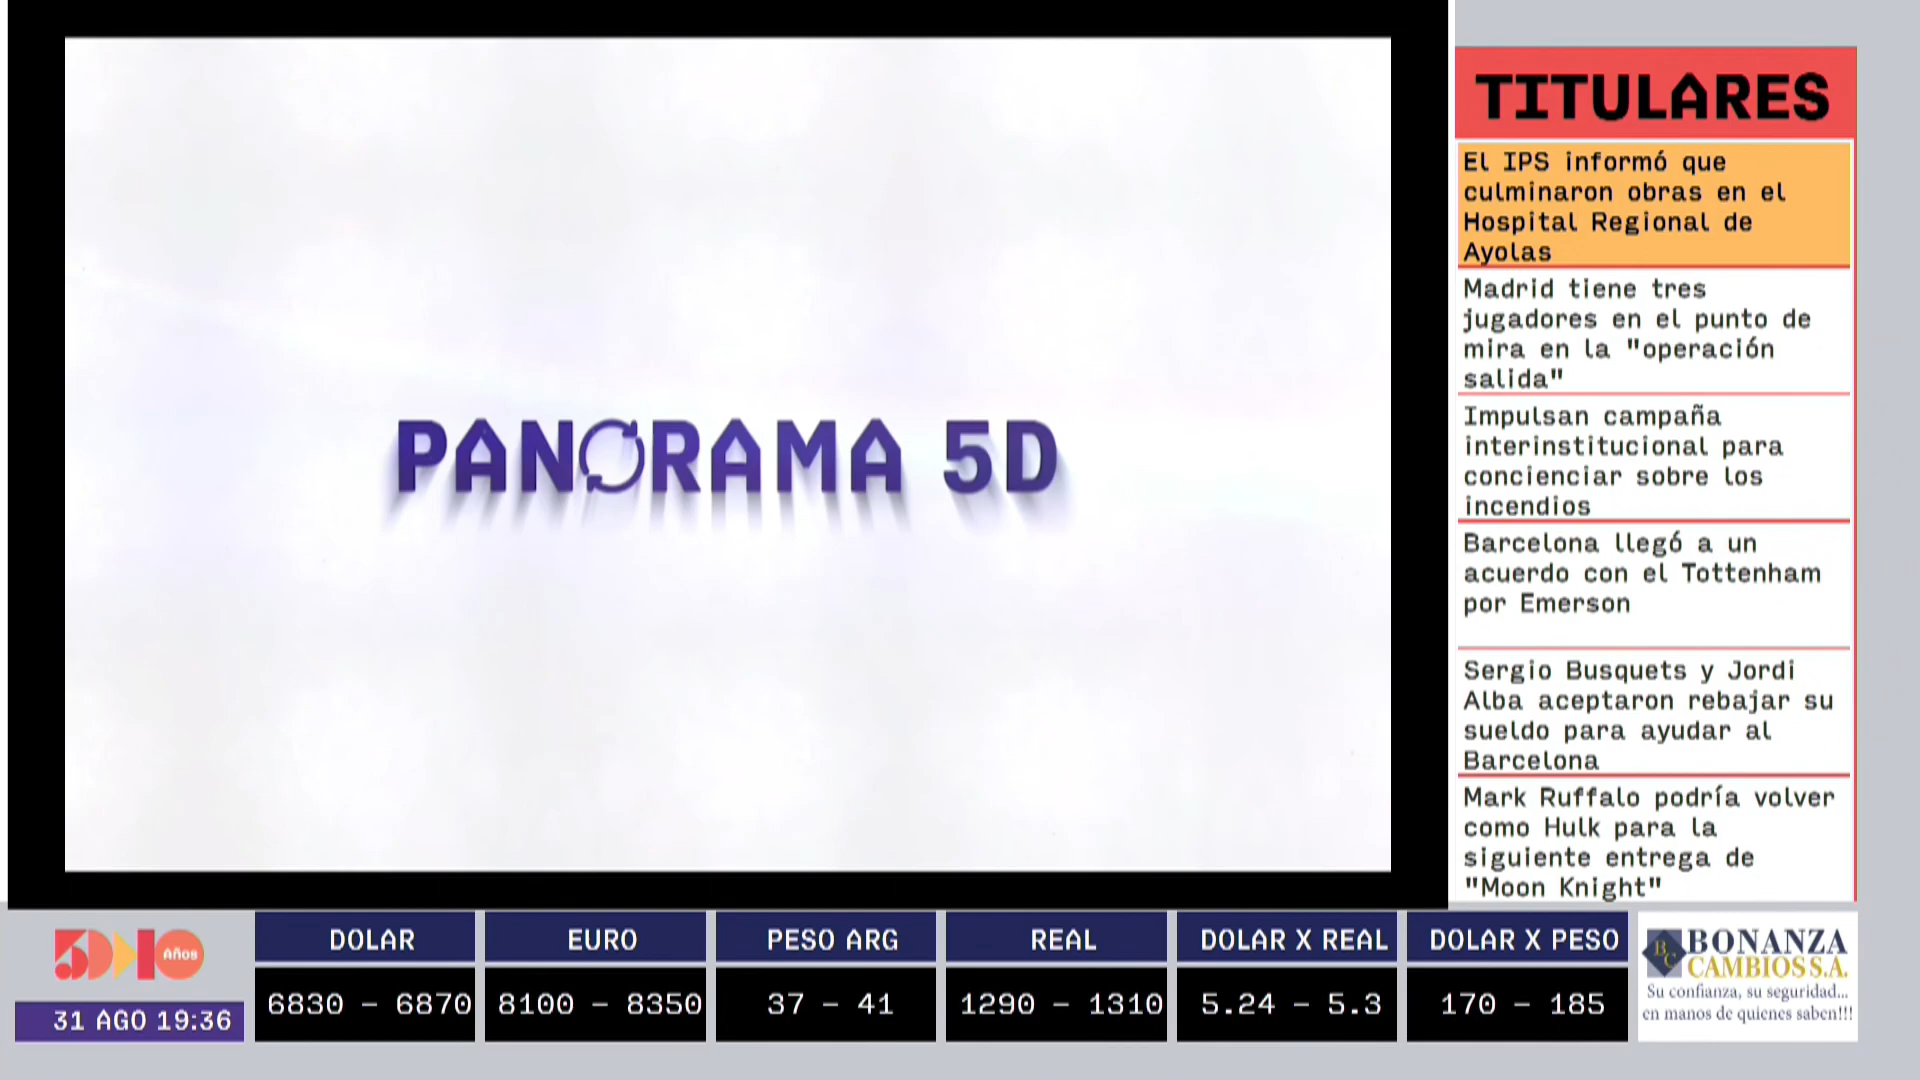 PANORAMA 5D
TITULARES
El IPS informó que
culminaron obras en el
Hospital Regional de
Ayolas
Madrid tiene tres
jugadores en el punto de
mira en la "operación
salida"
Impulsan campaña
interinstitucional para
concienciar sobre los
incendios
Barcelona llegó a un
acuerdo con el Tottenham
por Emerson
Sergio Busquets y Jordi
Alba aceptaron rebajar su
sueldo para ayudar al
Barcelona
Mark Ruffalo podría volver
como Hulk para la
siguiente entrega de
"Moon Knight"
5D 10 Años
31 AGO 19:36
DOLAR
6830 - 6870
EURO
8100 - 8350
PESO ARG
37 - 41
REAL
1290 - 1310
DOLAR X REAL
5.24 - 5.3
DOLAR X PESO
170 - 185
BC
BONANZA
CAMBIOS S.A.
Su confianza, su seguridad...
en manos de quienes saben!!!